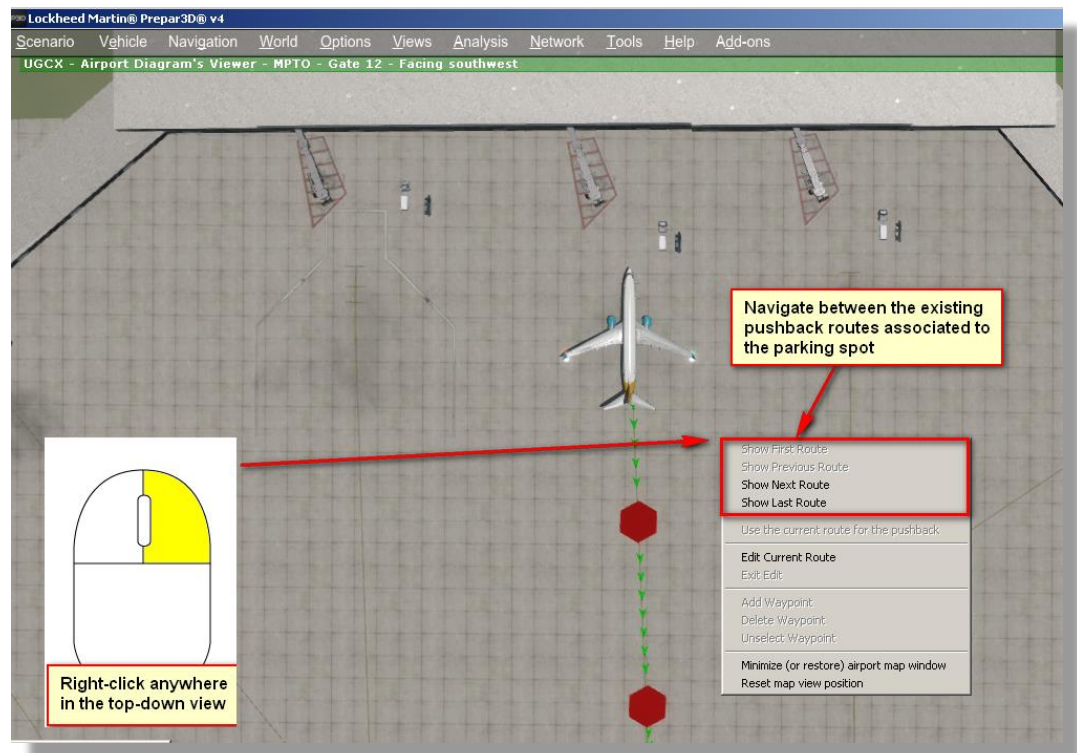 Lockheed Martin® Prepar3D® v4
Scenario Vehicle Navigation World Options Views Analysis Network Tools Help Add-ons
UGCX - Airport Diagram's Viewer - MPTO - Gate 12 - Facing southwest
Navigate between the existing
pushback routes associated to
the parking spot
Show First Route
Show Previous Route
Show Next Route
Show Last Route
Use the current route for the pushback
Edit Current Route
Exit Edit
Add Waypoint
Delete Waypoint
Unselect Waypoint
Minimize (or restore) airport map window
Reset map view position
Right-click anywhere
in the top-down view